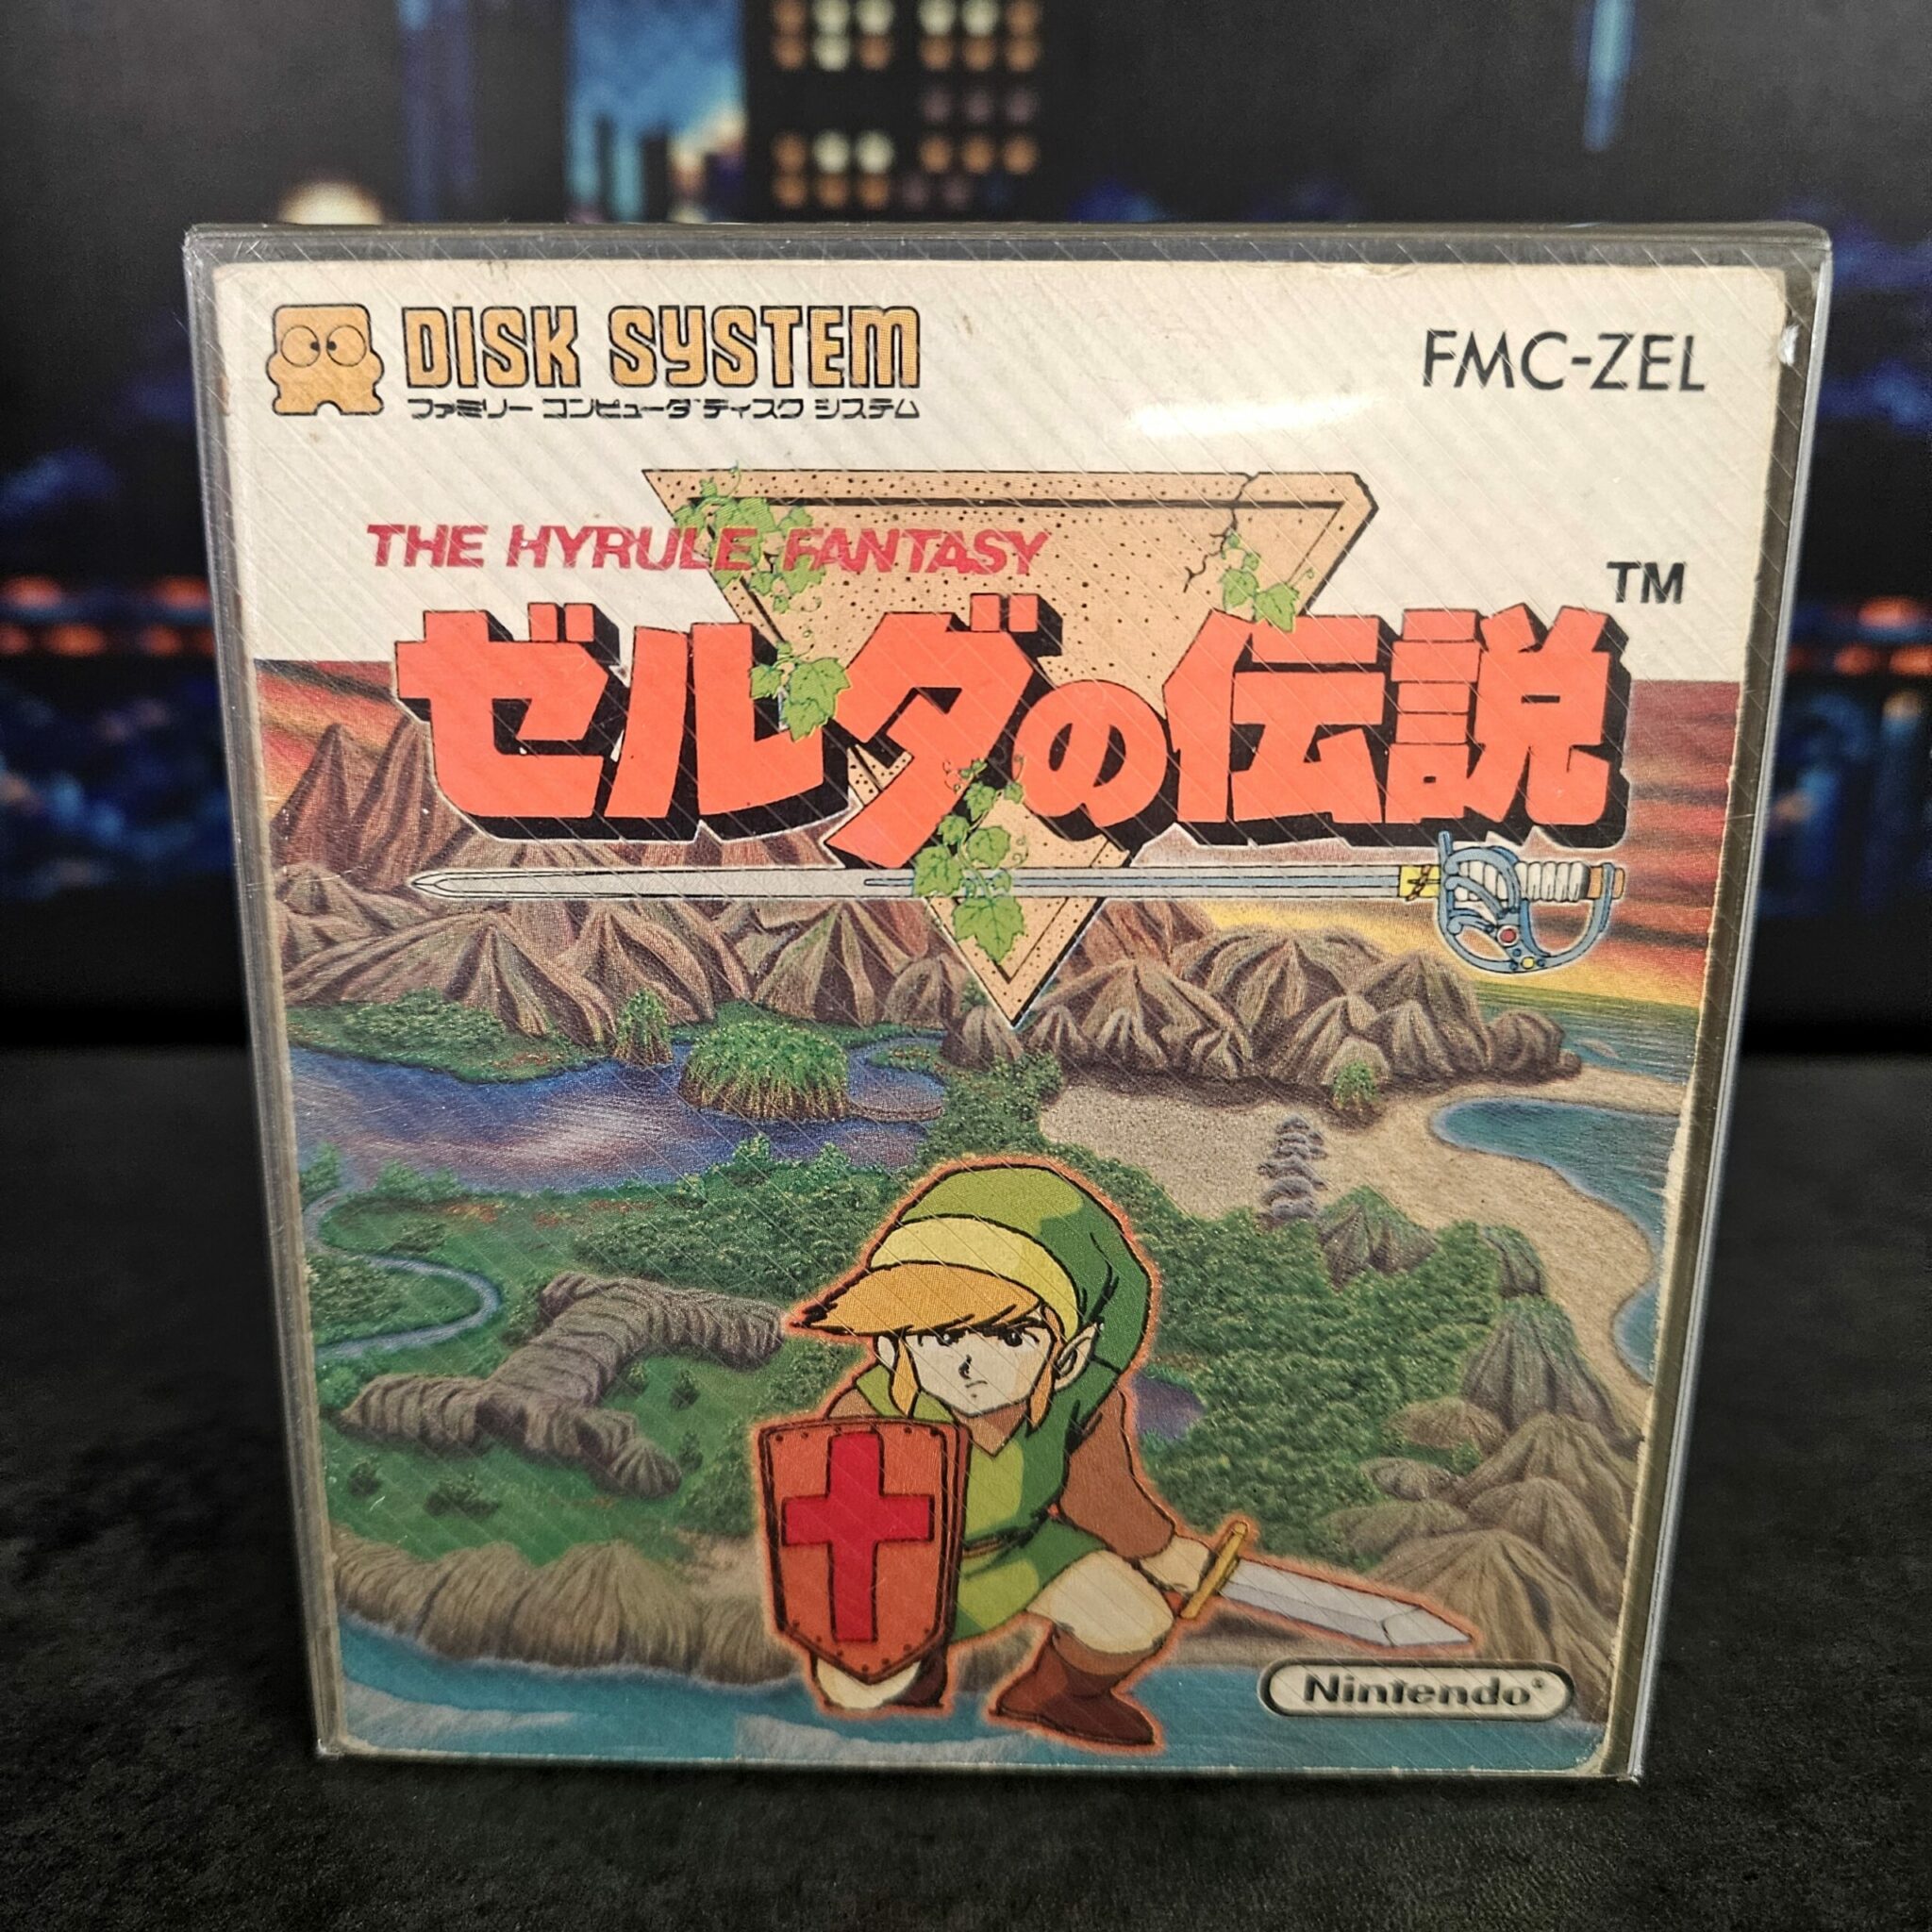 DISK SYSTEM
ファミリー コンピュータ ディスク システム
FMC-ZEL
THE HYRULE FANTASY
TM
ゼルダの伝説
Nintendo®